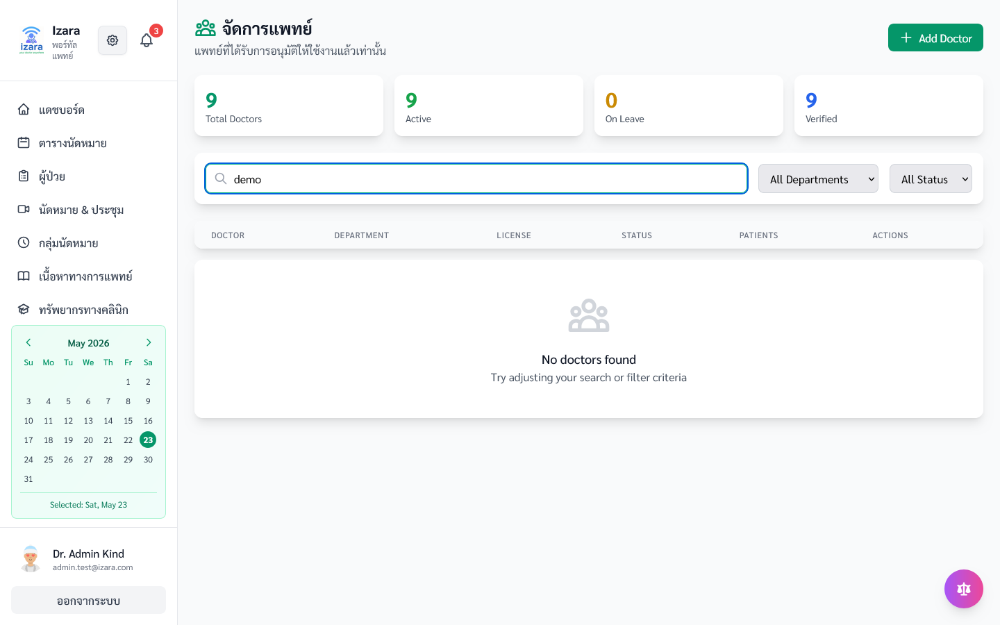 Izara
พอร์ทัล
แพทย์
izara
3
แดชบอร์ด
ตารางนัดหมาย
ผู้ป่วย
นัดหมาย & ประชุม
กลุ่มนัดหมาย
เนื้อหาทางการแพทย์
ทรัพยากรทางคลินิก
May 2026
Su Mo Tu We Th Fr Sa
1 2
3 4 5 6 7 8 9
10 11 12 13 14 15 16
17 18 19 20 21 22 23
24 25 26 27 28 29 30
31
Selected: Sat, May 23
Dr. Admin Kind
admin.test@izara.com
ออกจากระบบ
จัดการแพทย์
แพทย์ที่ได้รับการอนุมัติให้ใช้งานแล้วเท่านั้น
Add Doctor
9
Total Doctors
9
Active
0
On Leave
9
Verified
demo
All Departments
All Status
DOCTOR DEPARTMENT LICENSE STATUS PATIENTS ACTIONS
No doctors found
Try adjusting your search or filter criteria